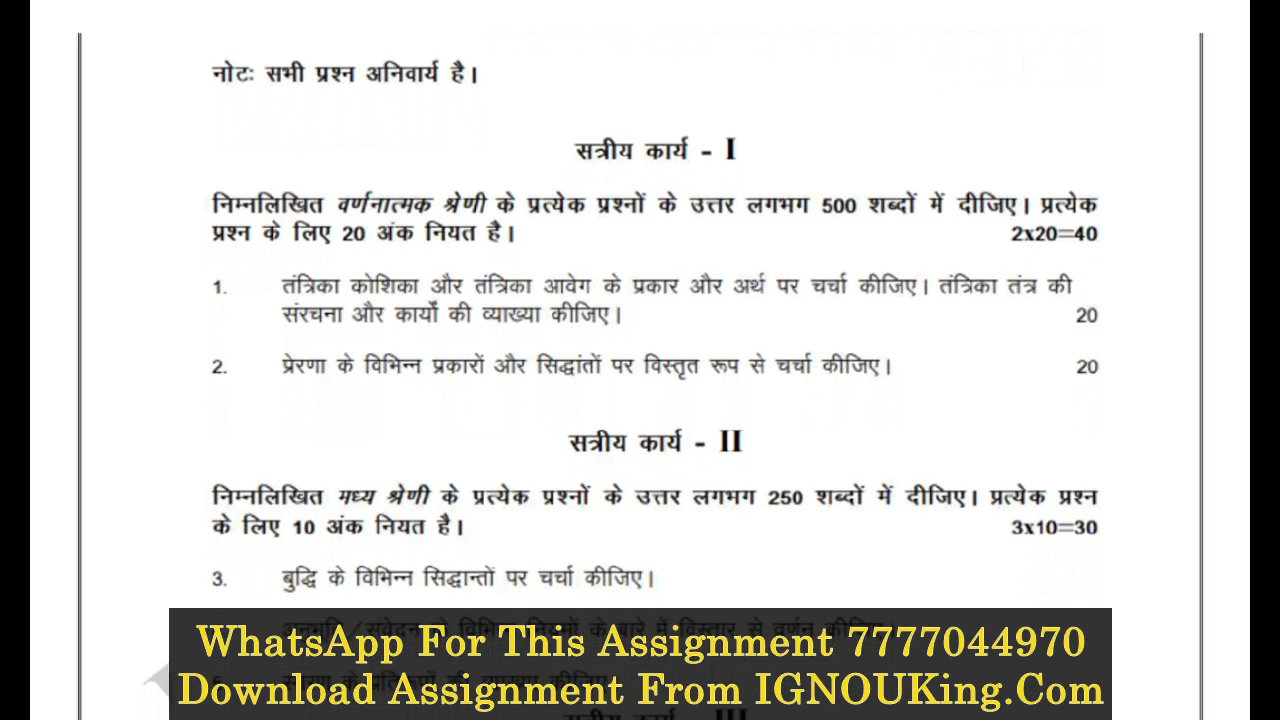 नोटः सभी प्रश्न अनिवार्य है।
सत्रीय कार्य - I
निम्नलिखित वर्णनात्मक श्रेणी के प्रत्येक प्रश्नों के उत्तर लगभग 500 शब्दों में दीजिए। प्रत्येक
प्रश्न के लिए 20 अंक नियत है। 2x20=40
1. तंत्रिका कोशिका और तंत्रिका आवेग के प्रकार और अर्थ पर चर्चा कीजिए। तंत्रिका तंत्र की
संरचना और कार्यों की व्याख्या कीजिए। 20
2. प्रेरणा के विभिन्न प्रकारों और सिद्धांतों पर विस्तृत रूप से चर्चा कीजिए। 20
सत्रीय कार्य - II
निम्नलिखित मध्य श्रेणी के प्रत्येक प्रश्नों के उत्तर लगभग 250 शब्दों में दीजिए। प्रत्येक प्रश्न
के लिए 10 अंक नियत है। 3x10=30
3. बुद्धि के विभिन्न सिद्धान्तों पर चर्चा कीजिए।
WhatsApp For This Assignment 7777044970
Download Assignment From IGNOUKing.Com